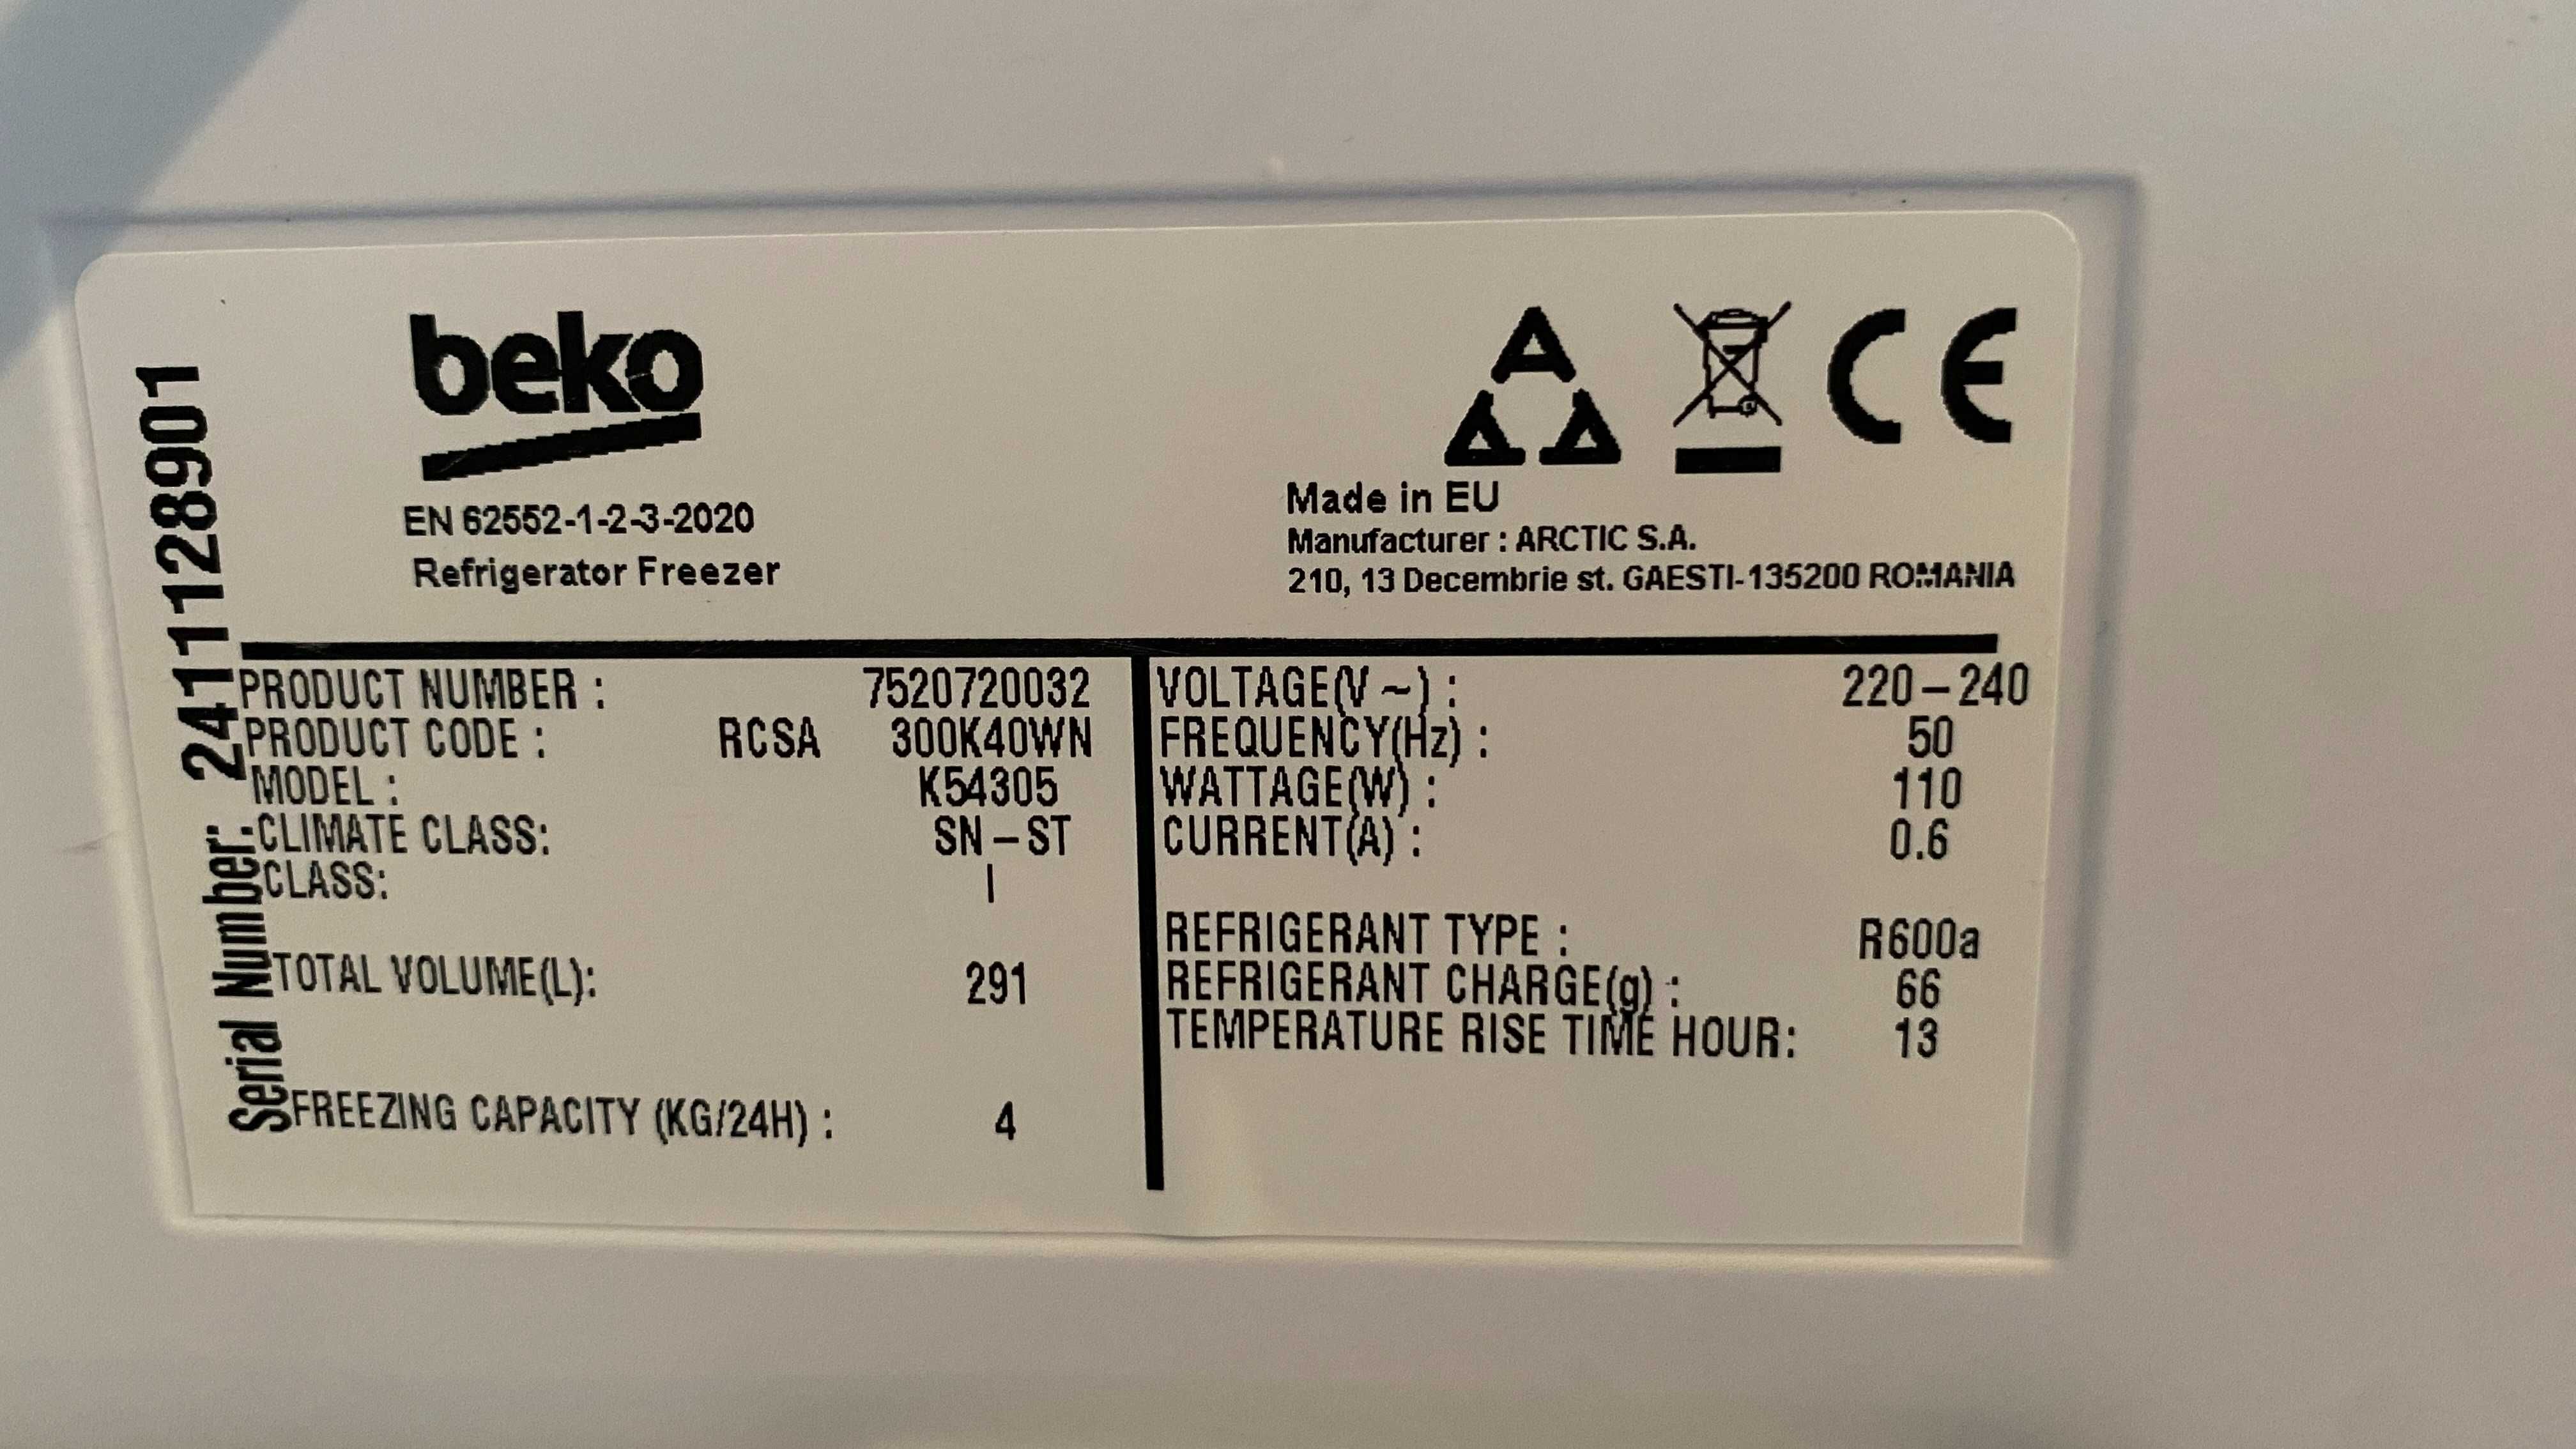 beko
EN 62552-1-2-3-2020
Refrigerator Freezer
A
CE
Made in EU
Manufacturer : ARCTIC S.A.
210, 13 Decembrie st. GAESTI-135200 ROMANIA
Serial Number: 2411128901
PRODUCT NUMBER : 7520720032
PRODUCT CODE : RCSA 300K40WN
MODEL : K54305
CLIMATE CLASS: SN – ST
CLASS: I
TOTAL VOLUME(L): 291
FREEZING CAPACITY (KG/24H) : 4
VOLTAGE(V ~) : 220 – 240
FREQUENCY(Hz) : 50
WATTAGE(W) : 110
CURRENT(A) : 0.6
REFRIGERANT TYPE : R600a
REFRIGERANT CHARGE(g) : 66
TEMPERATURE RISE TIME HOUR: 13